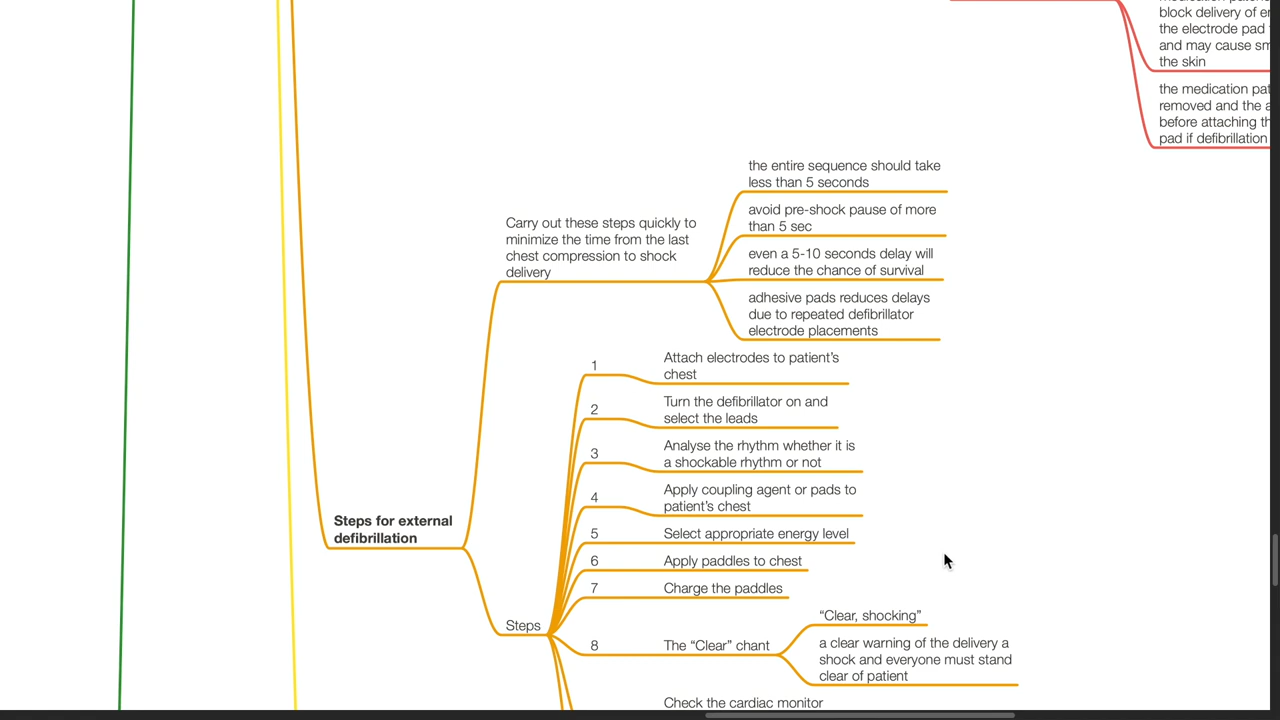 block delivery of
the electrode pad
and may cause
the skin
the medication
removed and the
before attaching
pad if defibrillation
the entire sequence should take
less than 5 seconds
avoid pre-shock pause of more
than 5 sec
Carry out these steps quickly to
minimize the time from the last
chest compression to shock
delivery
even a 5-10 seconds delay will
reduce the chance of survival
adhesive pads reduces delays
due to repeated defibrillator
electrode placements
1
Attach electrodes to patient’s
chest
2
Turn the defibrillator on and
select the leads
3
Analyse the rhythm whether it is
a shockable rhythm or not
4
Apply coupling agent or pads to
patient’s chest
Steps for external
defibrillation
5
Select appropriate energy level
6
Apply paddles to chest
7
Charge the paddles
Steps
8
The “Clear” chant
“Clear, shocking”
a clear warning of the delivery a
shock and everyone must stand
clear of patient
Check the cardiac monitor